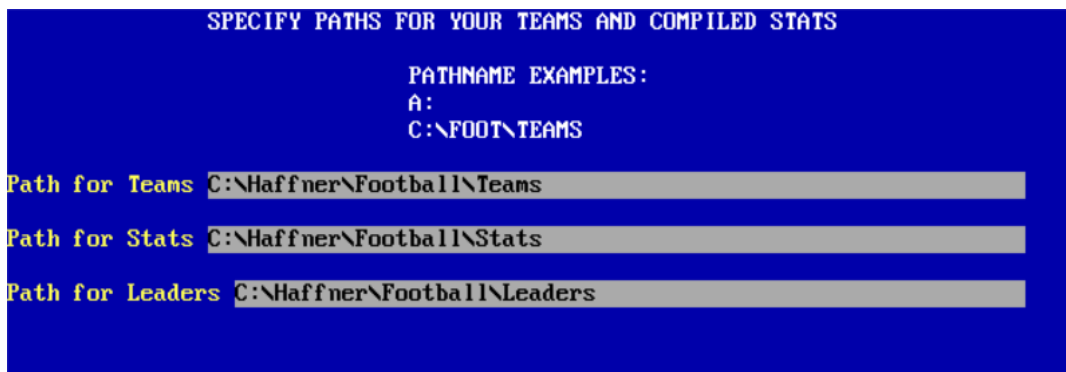 SPECIFY PATHS FOR YOUR TEAMS AND COMPILED STATS
PATHNAME EXAMPLES:
A:
C:\FOOT\TEAMS
Path for Teams C:\Haffner\Football\Teams
Path for Stats C:\Haffner\Football\Stats
Path for Leaders C:\Haffner\Football\Leaders